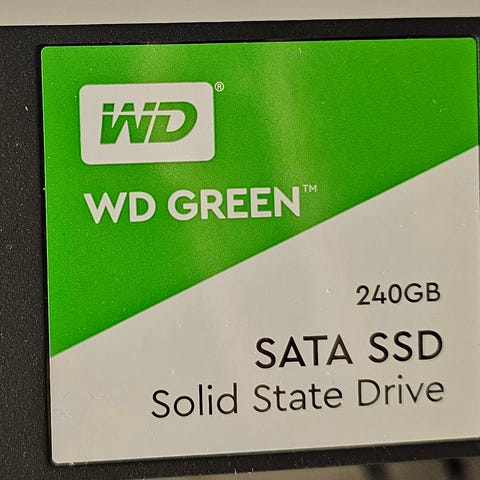 WD®
WD GREEN™
240GB
SATA SSD
Solid State Drive